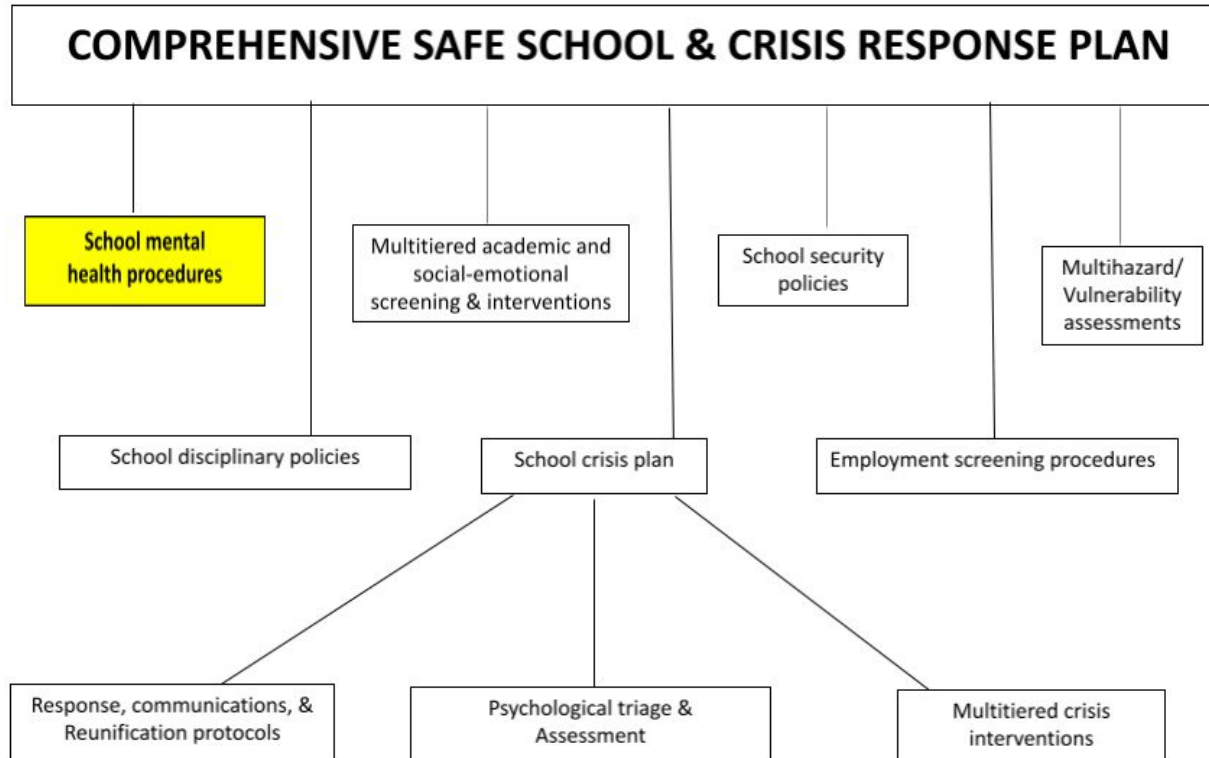 COMPREHENSIVE SAFE SCHOOL & CRISIS RESPONSE PLAN
School mental
health procedures
Multitiered academic and
social-emotional
screening & interventions
School security
policies
Multihazard/
Vulnerability
assessments
School disciplinary policies
School crisis plan
Employment screening procedures
Response, communications, &
Reunification protocols
Psychological triage &
Assessment
Multitiered crisis
interventions